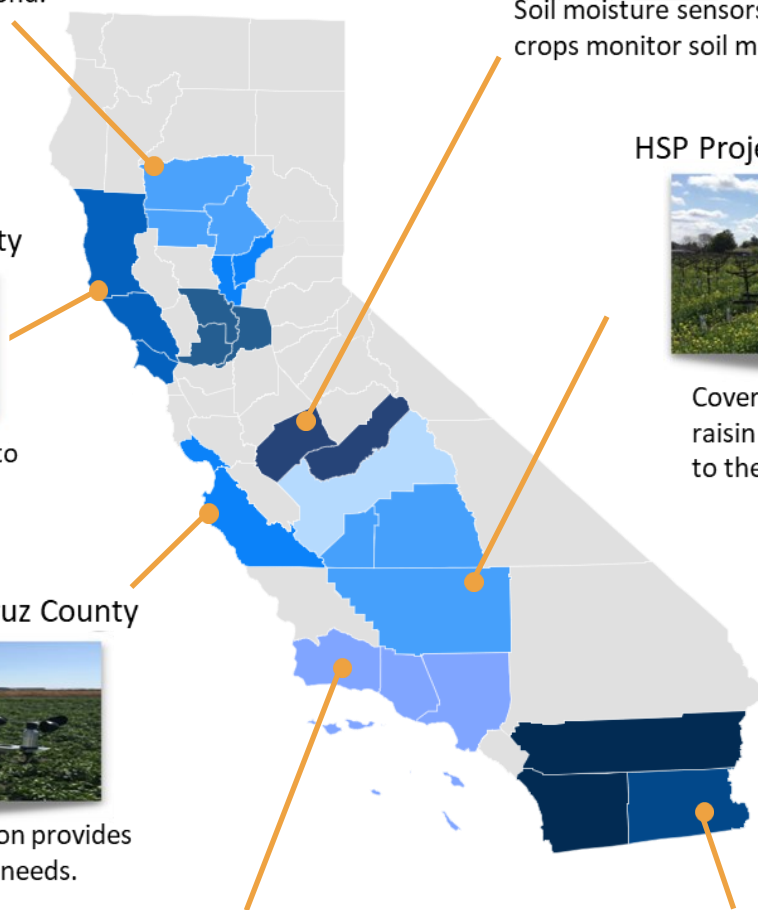 Soil moisture sensors
crops monitor soil m
HSP Proje
ty
Cover
raisin
to the
to
uz County
on provides
needs.